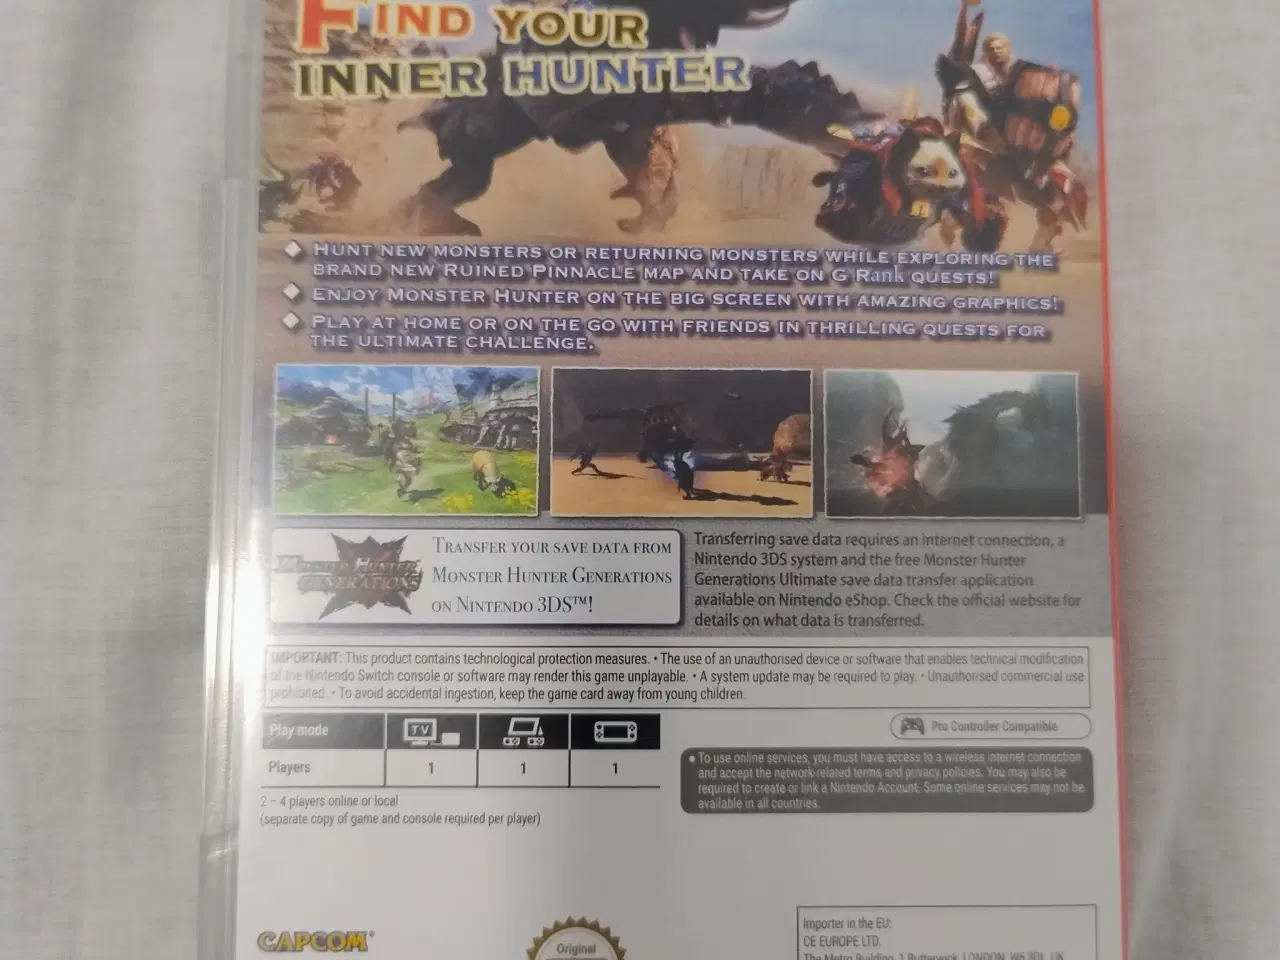 FIND YOUR
INNER HUNTER
HUNT NEW MONSTERS OR RETURNING MONSTERS WHILE EXPLORING THE
BRAND NEW RUINED PINNACLE MAP AND TAKE ON G Rank QUESTS!
ENJOY MONSTER HUNTER ON THE BIG SCREEN WITH AMAZING GRAPHICS!
PLAY AT HOME OR ON THE GO WITH FRIENDS IN THRILLING QUESTS FOR
THE ULTIMATE CHALLENGE.
MONSTER HUNTER
GENERATIONS
TRANSFER YOUR SAVE DATA FROM
MONSTER HUNTER GENERATIONS
ON NINTENDO 3DS™!
Transferring save data requires an internet connection, a
Nintendo 3DS system and the free Monster Hunter
Generations Ultimate save data transfer application
available on Nintendo eShop. Check the official website for
details on what data is transferred.
IMPORTANT: This product contains technological protection measures. • The use of an unauthorised device or software that enables technical modification
of the Nintendo Switch console or software may render this game unplayable. • A system update may be required to play. • Unauthorised commercial use
prohibited. • To avoid accidental ingestion, keep the game card away from young children.
Play mode
TV
Players 1 1 1
2 – 4 players online or local
(separate copy of game and console required per player)
Pro Controller Compatible
• To use online services, you must have access to a wireless internet connection
and accept the network-related terms and privacy policies. You may also be
required to create or link a Nintendo Account. Some online services may not be
available in all countries.
CAPCOM®
Original
Importer in the EU:
CE EUROPE LTD.
The Metro Building, 1 Butterwick, LONDON, W6 8DL, UK